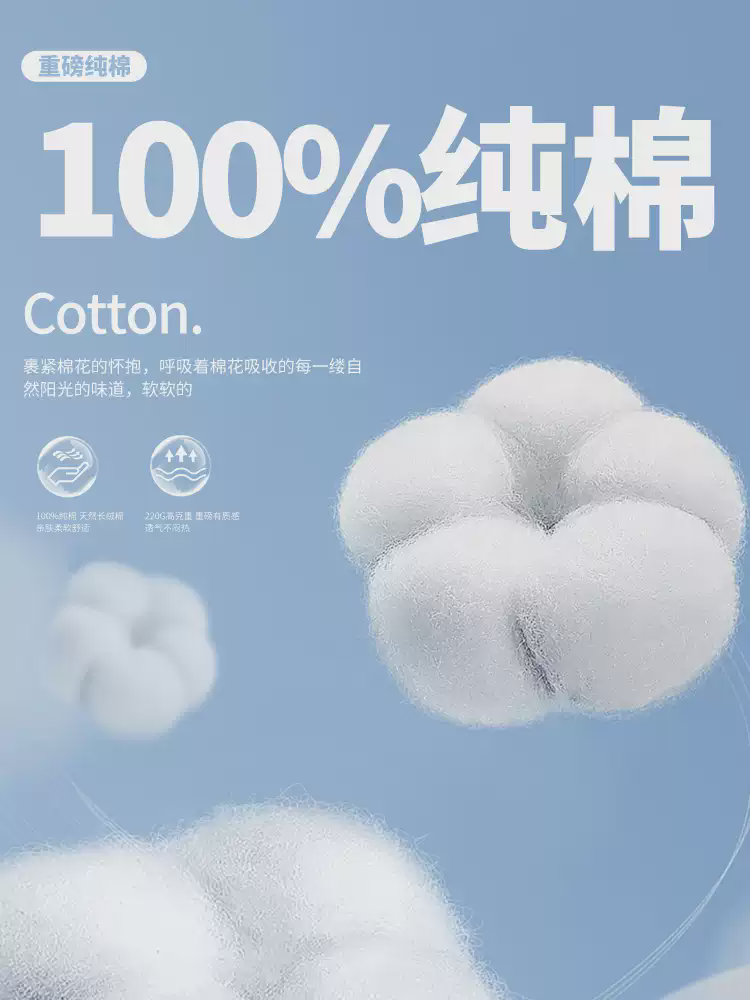 重磅纯棉
100%纯棉
Cotton.
裹紧棉花的怀抱，呼吸着棉花吸收的每一缕自
然阳光的味道，软软的
100%纯棉 天然长绒棉
亲肤柔软舒适
220G高克重 重磅有质感
透气不闷热